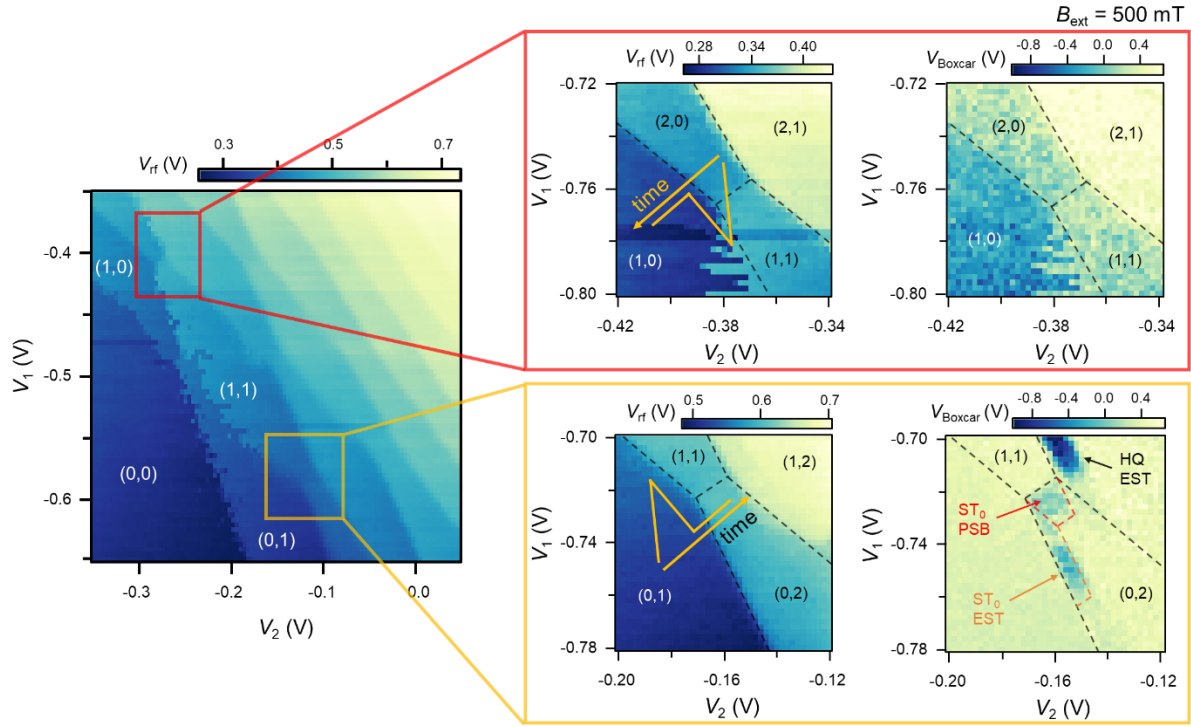 B_ext = 500 mT
V_rf (V)
0.3 0.5 0.7
V_1 (V)
-0.4
-0.5
-0.6
(1,0)
(1,1)
(0,0)
(0,1)
-0.3 -0.2 -0.1 0.0
V_2 (V)
V_rf (V)
0.28 0.34 0.40
V_1 (V)
-0.72
-0.76
-0.80
(2,0)
(2,1)
time
(1,0)
(1,1)
-0.42 -0.38 -0.34
V_2 (V)
V_Boxcar (V)
-0.8 -0.4 0.0 0.4
V_1 (V)
-0.72
-0.76
-0.80
(2,0)
(2,1)
(1,0)
(1,1)
-0.42 -0.38 -0.34
V_2 (V)
V_rf (V)
0.5 0.6 0.7
V_1 (V)
-0.70
-0.74
-0.78
(1,1)
(1,2)
time
(0,1)
(0,2)
-0.20 -0.16 -0.12
V_2 (V)
V_Boxcar (V)
-0.8 -0.4 0.0 0.4
V_1 (V)
-0.70
-0.74
-0.78
(1,1)
HQ
EST
ST_0
PSB
ST_0
EST
(0,2)
-0.20 -0.16 -0.12
V_2 (V)